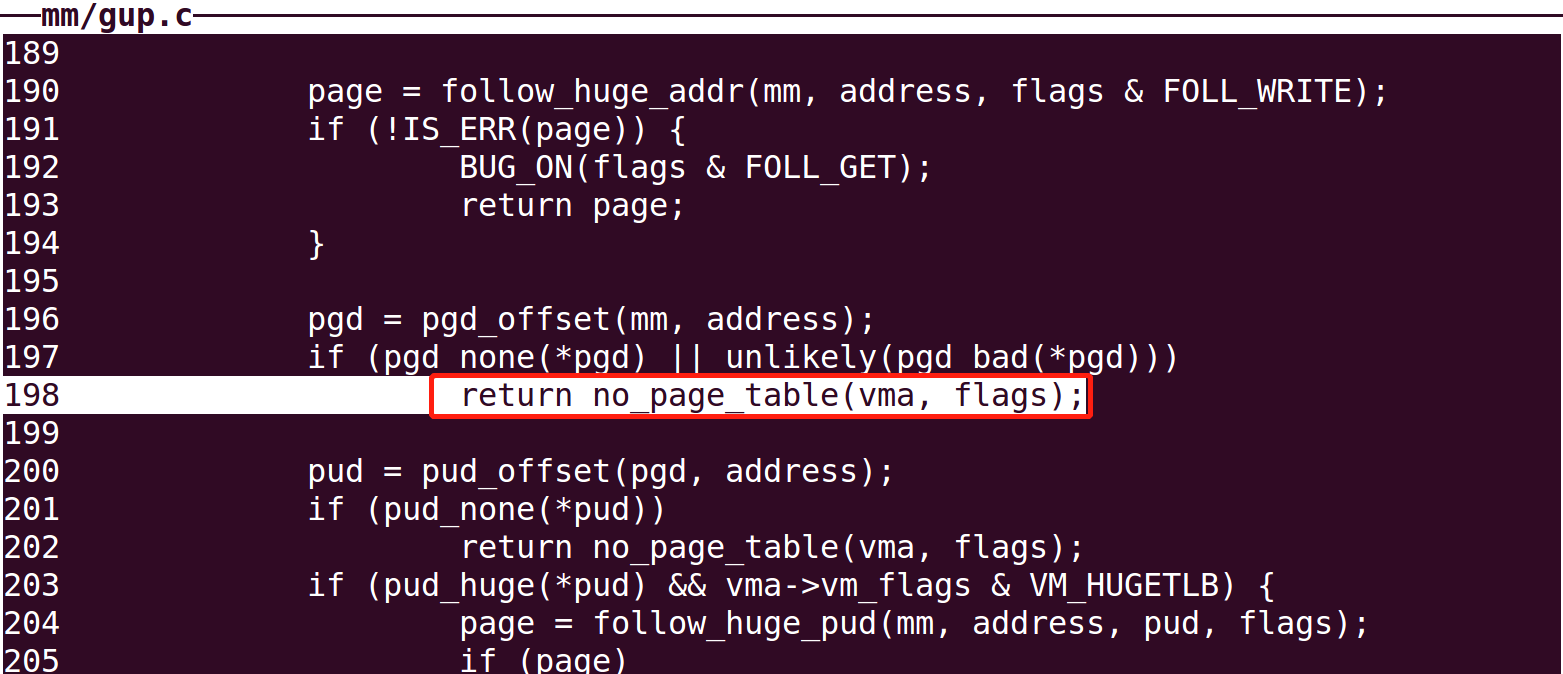 mm/gup.c
189
190 page = follow_huge_addr(mm, address, flags & FOLL_WRITE);
191 if (!IS_ERR(page)) {
192 BUG_ON(flags & FOLL_GET);
193 return page;
194 }
195
196 pgd = pgd_offset(mm, address);
197 if (pgd_none(*pgd) || unlikely(pgd_bad(*pgd)))
198 return no_page_table(vma, flags);
199
200 pud = pud_offset(pgd, address);
201 if (pud_none(*pud))
202 return no_page_table(vma, flags);
203 if (pud_huge(*pud) && vma->vm_flags & VM_HUGETLB) {
204 page = follow_huge_pud(mm, address, pud, flags);
205 if (page)